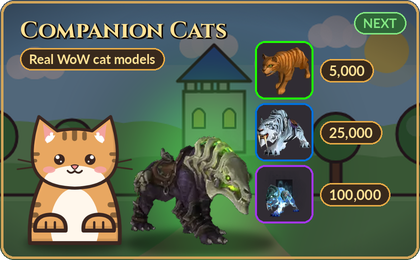 Companion Cats
NEXT
Real WoW cat models
5,000
25,000
100,000